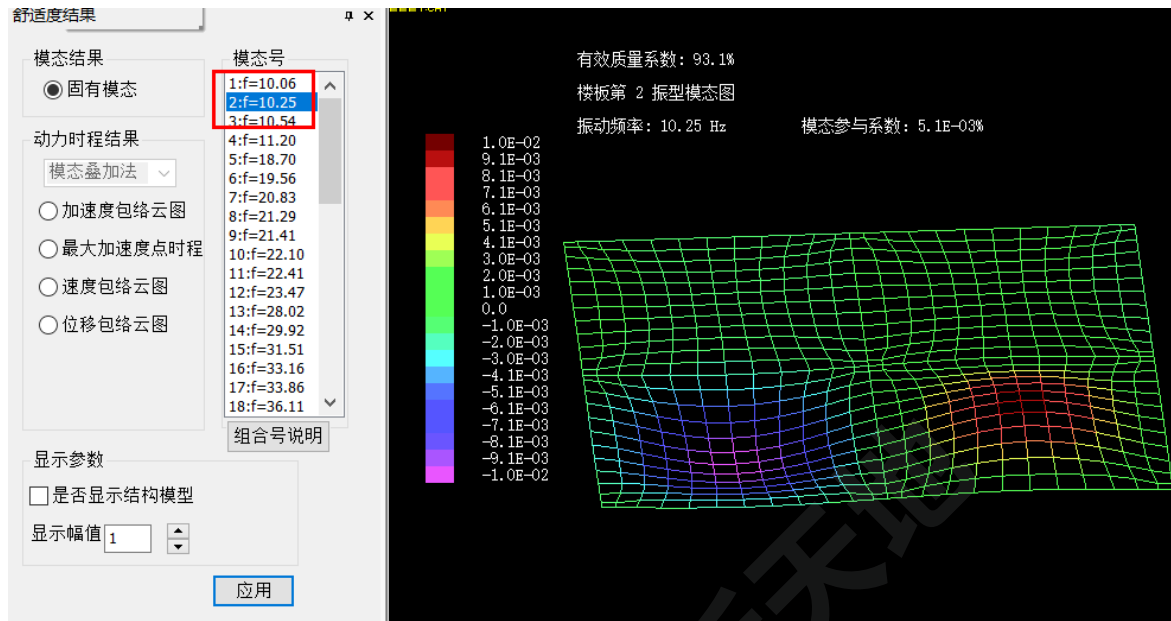 舒适度结果
模态结果
固有模态
动力时程结果
模态叠加法
加速度包络云图
最大加速度点时程
速度包络云图
位移包络云图
模态号
1:f=10.06
2:f=10.25
3:f=10.54
4:f=11.20
5:f=18.70
6:f=19.56
7:f=20.83
8:f=21.29
9:f=21.41
10:f=22.10
11:f=22.41
12:f=23.47
13:f=28.02
14:f=29.92
15:f=31.51
16:f=33.16
17:f=33.86
18:f=36.11
组合号说明
显示参数
是否显示结构模型
显示幅值 1
应用
有效质量系数: 93.1%
楼板第 2 振型模态图
振动频率: 10.25 Hz 模态参与系数: 5.1E-03%
1.0E-02
9.1E-03
8.1E-03
7.1E-03
6.1E-03
5.1E-03
4.1E-03
3.0E-03
2.0E-03
1.0E-03
0.0
-1.0E-03
-2.0E-03
-3.0E-03
-4.1E-03
-5.1E-03
-6.1E-03
-7.1E-03
-8.1E-03
-9.1E-03
-1.0E-02
天地